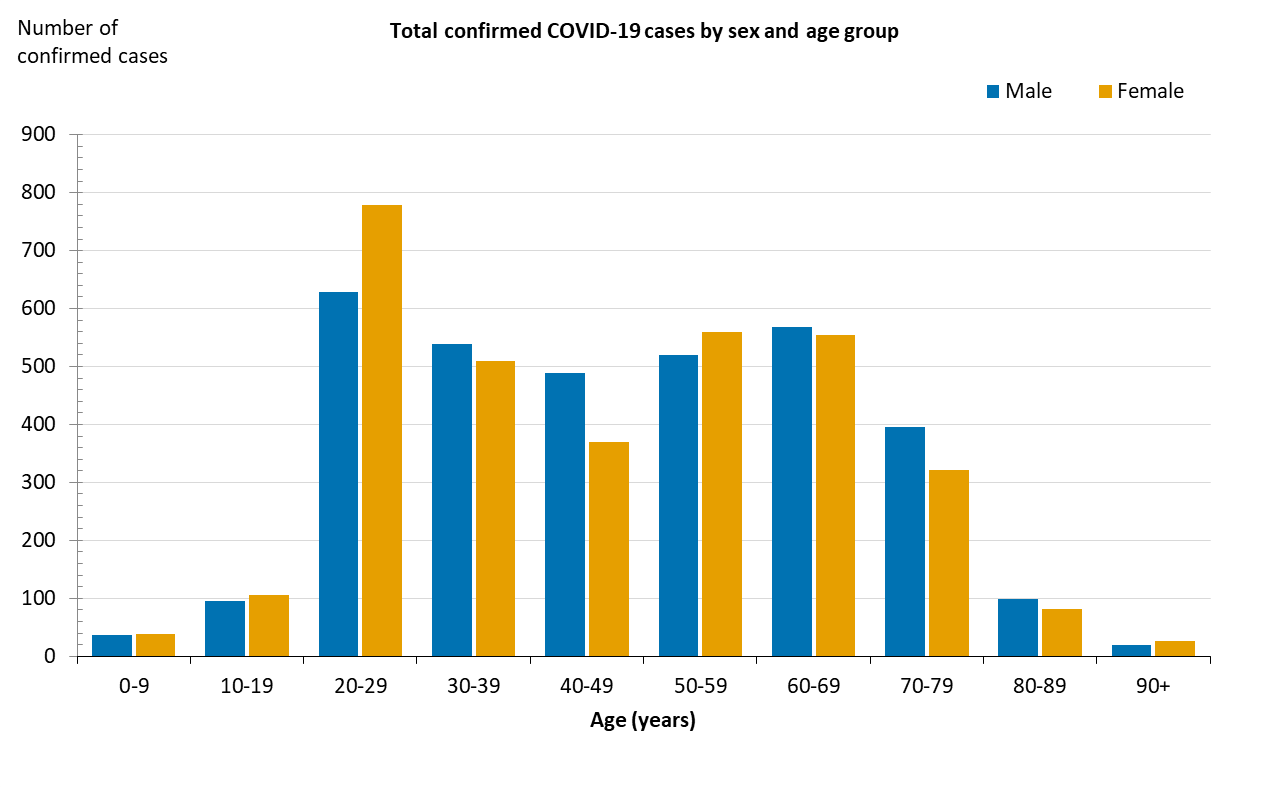 Number of
confirmed cases
Total confirmed COVID-19 cases by sex and age group
Male Female
900
800
700
600
500
400
300
200
100
0
0-9 10-19 20-29 30-39 40-49 50-59 60-69 70-79 80-89 90+
Age (years)